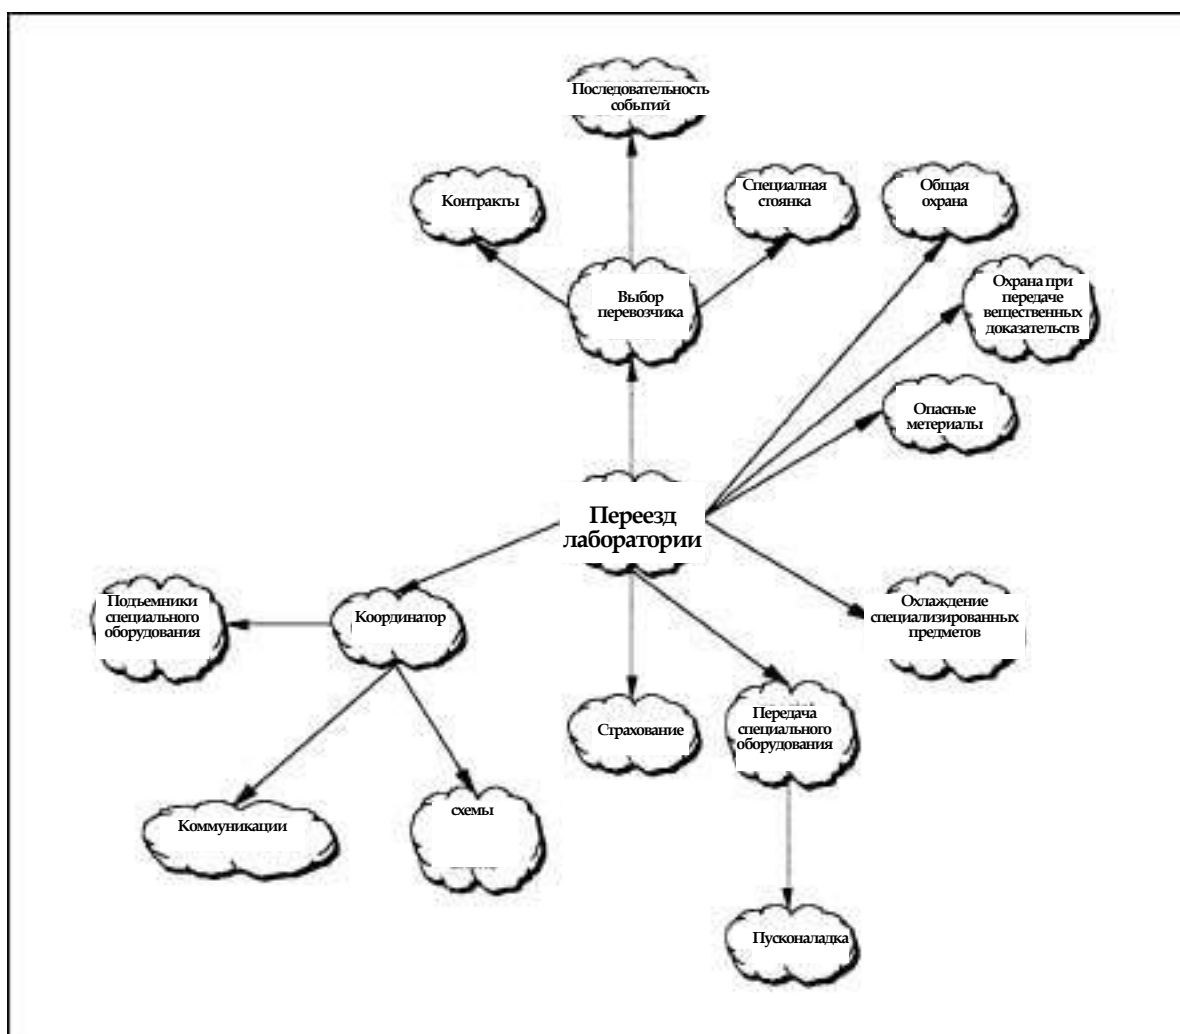 Последовательность
событий
Контракты
Специалная
стоянка
Общая
охрана
Выбор
перевозчика
Охрана при
передаче
вещественных
доказательств
Опасные
метериалы
Переезд
лаборатории
Подъемники
специального
оборудования
Координатор
Охлаждение
специализированных
предметов
Страхование
Передача
специального
оборудования
Коммуникации
схемы
Пусконаладка